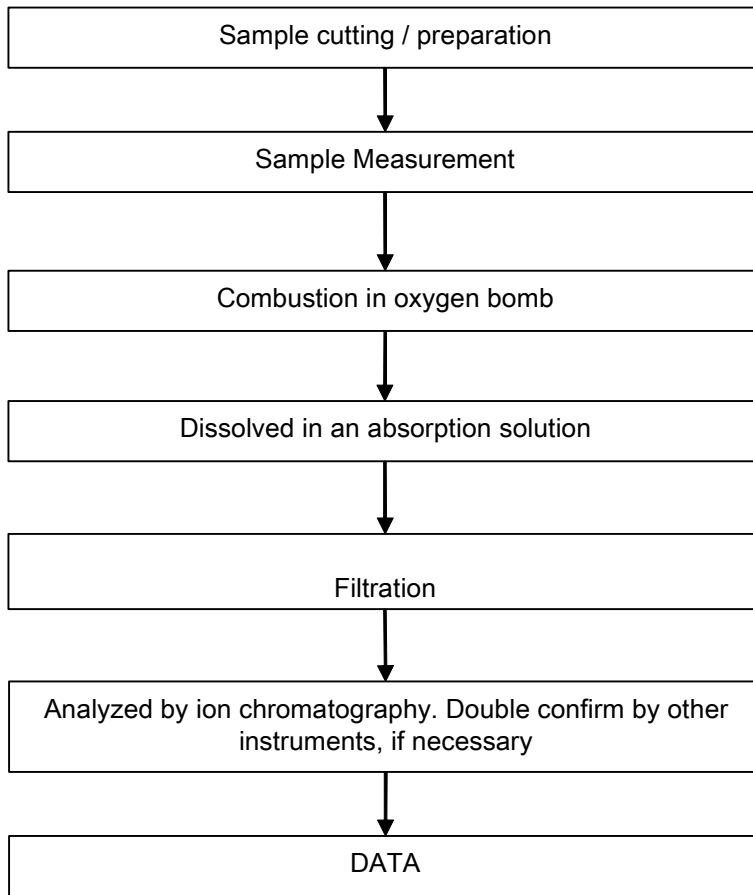 Sample cutting / preparation
Sample Measurement
Combustion in oxygen bomb
Dissolved in an absorption solution
Filtration
Analyzed by ion chromatography. Double confirm by other
instruments, if necessary
DATA